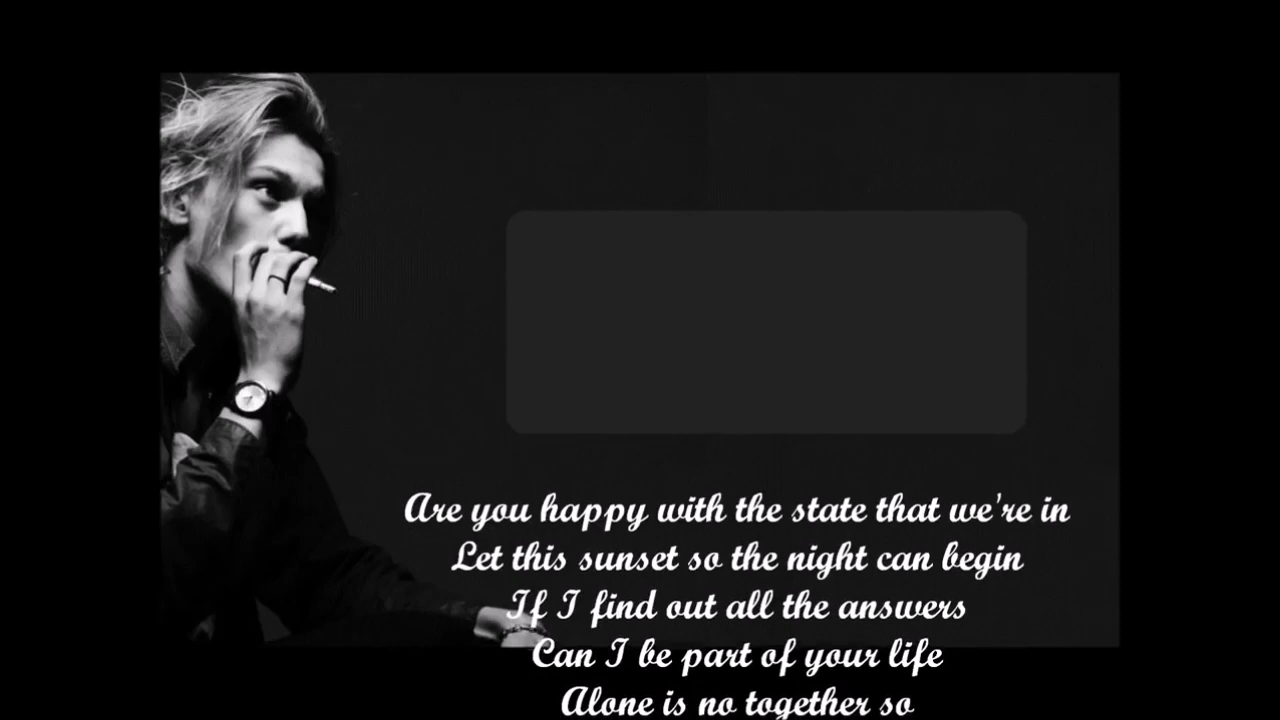 Are you happy with the state that we're in
Let this sunset so the night can begin
If I find out all the answers
Can I be part of your life
Alone is no together so